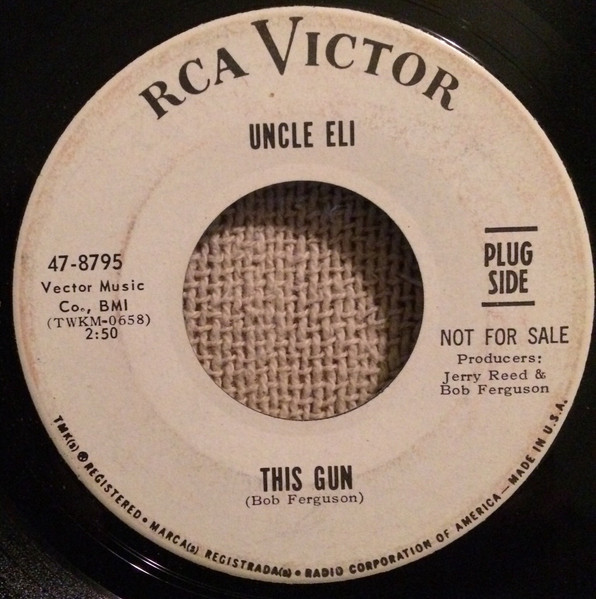 RCA VICTOR
UNCLE ELI
47-8795
Vector Music
Co., BMI
(TWKM-0658)
2:50
PLUG
SIDE
NOT FOR SALE
Producers:
Jerry Reed &
Bob Ferguson
THIS GUN
(Bob Ferguson)
TMK(s) ® REGISTERED • MARCA(s) REGISTRADA(s) • RADIO CORPORATION OF AMERICA — MADE IN U.S.A.